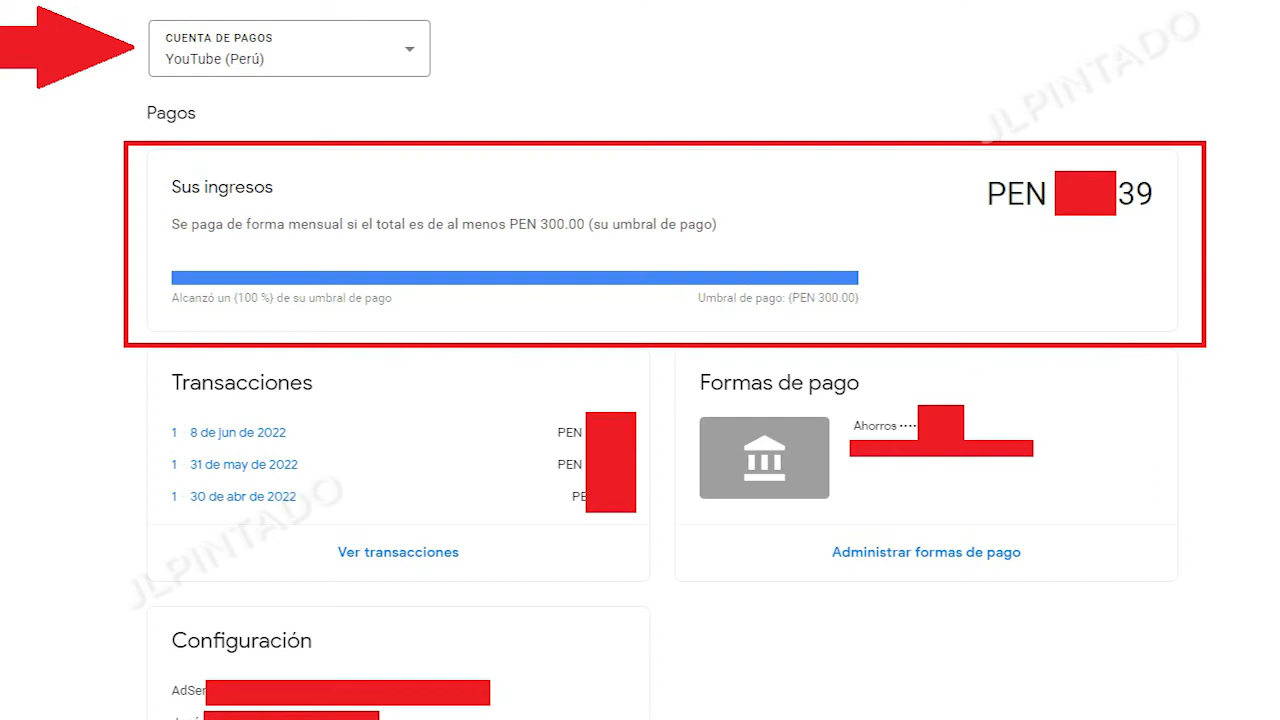 CUENTA DE PAGOS
YouTube (Perú)
JLPINTADO
Pagos
Sus ingresos
PEN 39
Se paga de forma mensual si el total es de al menos PEN 300.00 (su umbral de pago)
Alcanzó un (100 %) de su umbral de pago
Umbral de pago: (PEN 300.00)
Transacciones
1 8 de jun de 2022 PEN
1 31 de may de 2022 PEN
1 30 de abr de 2022
Ver transacciones
Formas de pago
Ahorros ····
Administrar formas de pago
JLPINTADO
Configuración